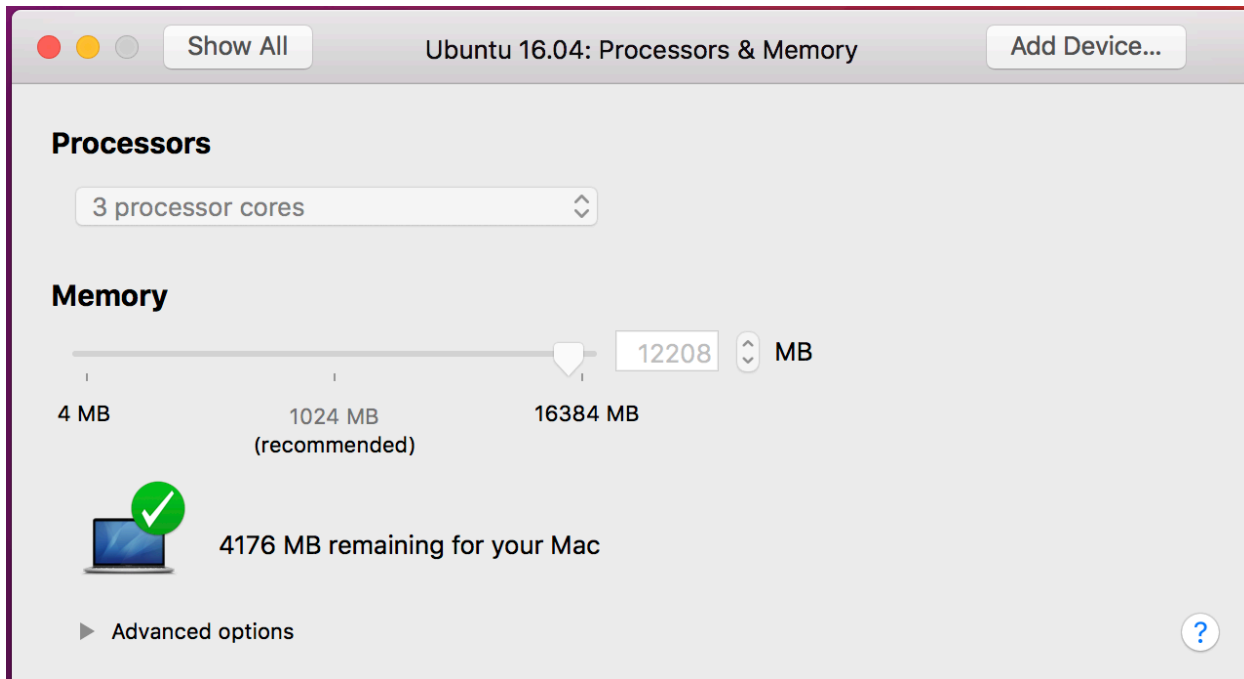 Show All
Ubuntu 16.04: Processors & Memory
Add Device...
Processors
3 processor cores
Memory
12208 MB
4 MB
1024 MB
16384 MB
(recommended)
4176 MB remaining for your Mac
Advanced options
?